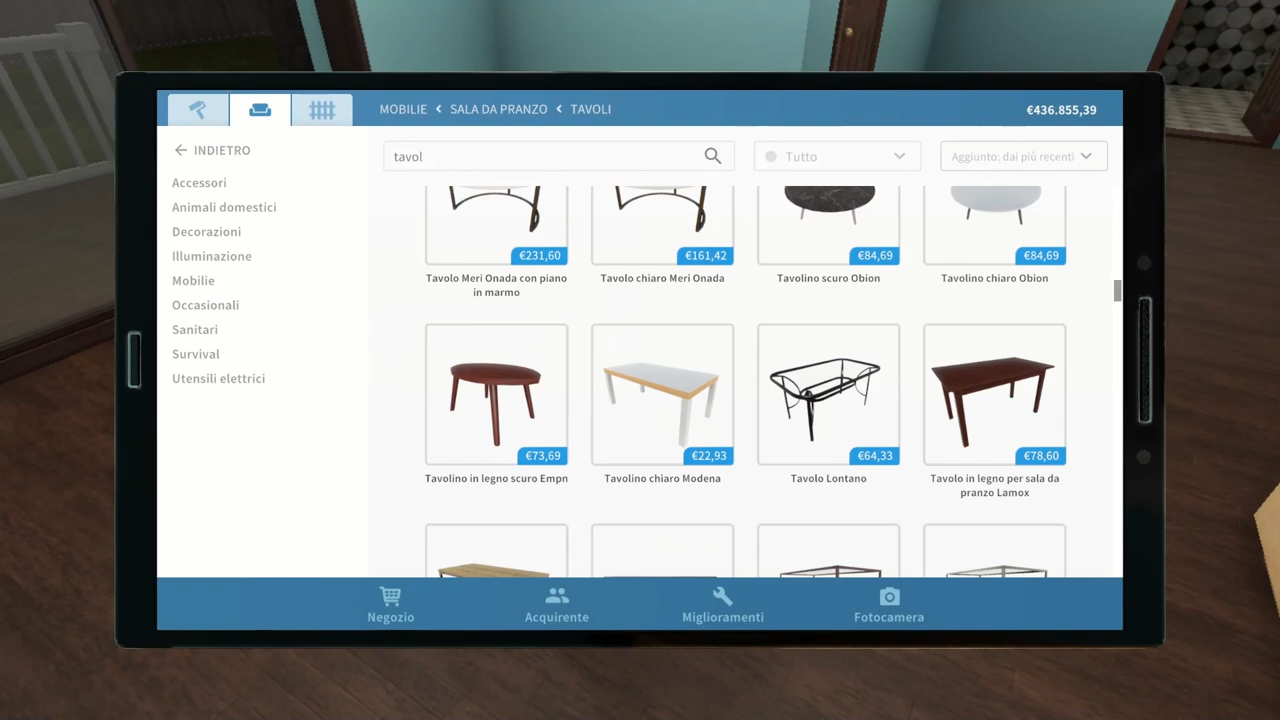 MOBILIE < SALA DA PRANZO < TAVOLI
€436.855,39
INDIETRO
Accessori
Animali domestici
Decorazioni
Illuminazione
Mobilie
Occasionali
Sanitari
Survival
Utensili elettrici
tavol
Tutto
Aggiunto: dai più recenti
€231,60
€161,42
€84,69
€84,69
Tavolo Meri Onada con piano
in marmo
Tavolo chiaro Meri Onada
Tavolino scuro Obion
Tavolino chiaro Obion
€73,69
€22,93
€64,33
€78,60
Tavolino in legno scuro Empn
Tavolino chiaro Modena
Tavolo Lontano
Tavolo in legno per sala da
pranzo Lamox
Negozio
Acquirente
Miglioramenti
Fotocamera